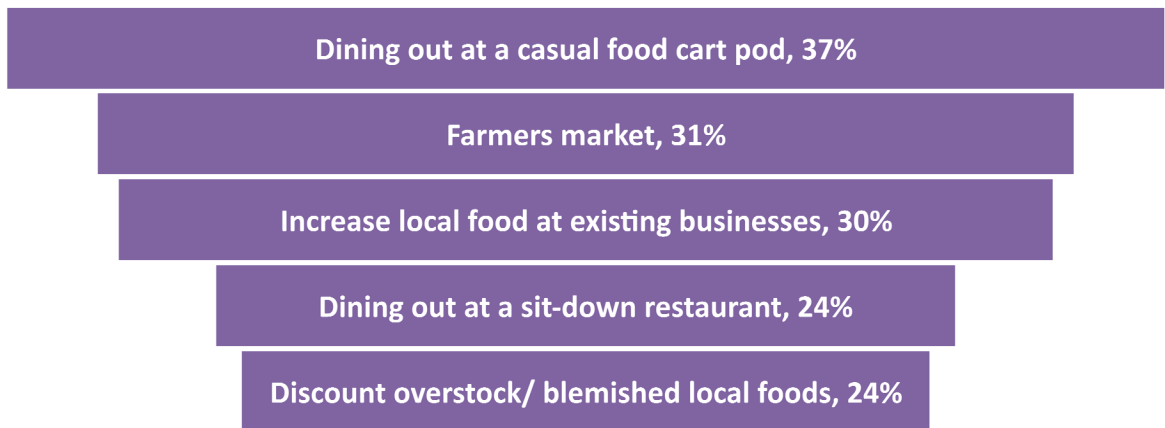 Dining out at a casual food cart pod, 37%
Farmers market, 31%
Increase local food at existing businesses, 30%
Dining out at a sit-down restaurant, 24%
Discount overstock/ blemished local foods, 24%